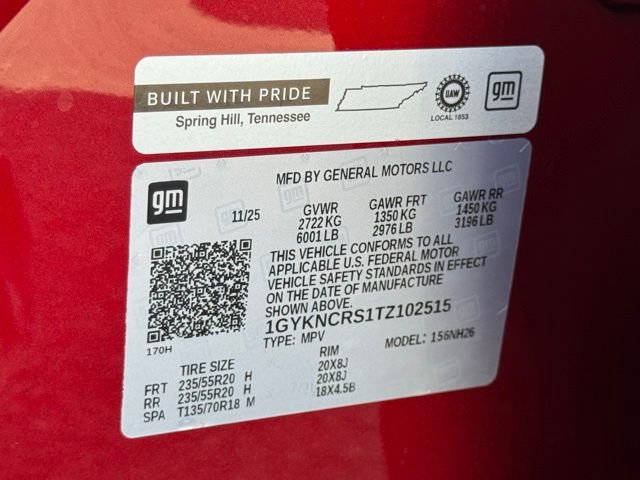 BUILT WITH PRIDE
Spring Hill, Tennessee
UAW
LOCAL 1853
gm
MFD BY GENERAL MOTORS LLC
gm
11/25
GVWR GAWR FRT GAWR RR
2722 KG 1350 KG 1450 KG
6001 LB 2976 LB 3196 LB
THIS VEHICLE CONFORMS TO ALL
APPLICABLE U.S. FEDERAL MOTOR
VEHICLE SAFETY STANDARDS IN EFFECT
ON THE DATE OF MANUFACTURE
SHOWN ABOVE.
1GYKNCRS1TZ102515
TYPE: MPV MODEL: 156NH26
170H
TIRE SIZE RIM
FRT 235/55R20 H 20X8J
RR 235/55R20 H 20X8J
SPA T135/70R18 M 18X4.5B